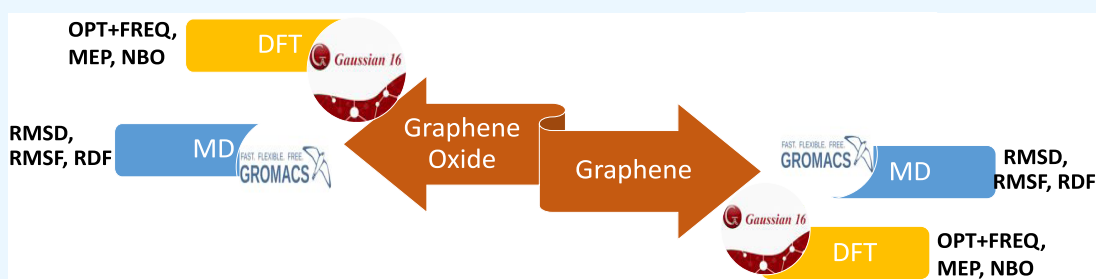 OPT+FREQ,
MEP, NBO
DFT
Gaussian 16
RMSD,
RMSF, RDF
MD
FAST. FLEXIBLE. FREE.
GROMACS
Graphene
Oxide
Graphene
FAST. FLEXIBLE. FREE.
GROMACS
MD
RMSD,
RMSF, RDF
Gaussian 16
DFT
OPT+FREQ,
MEP, NBO